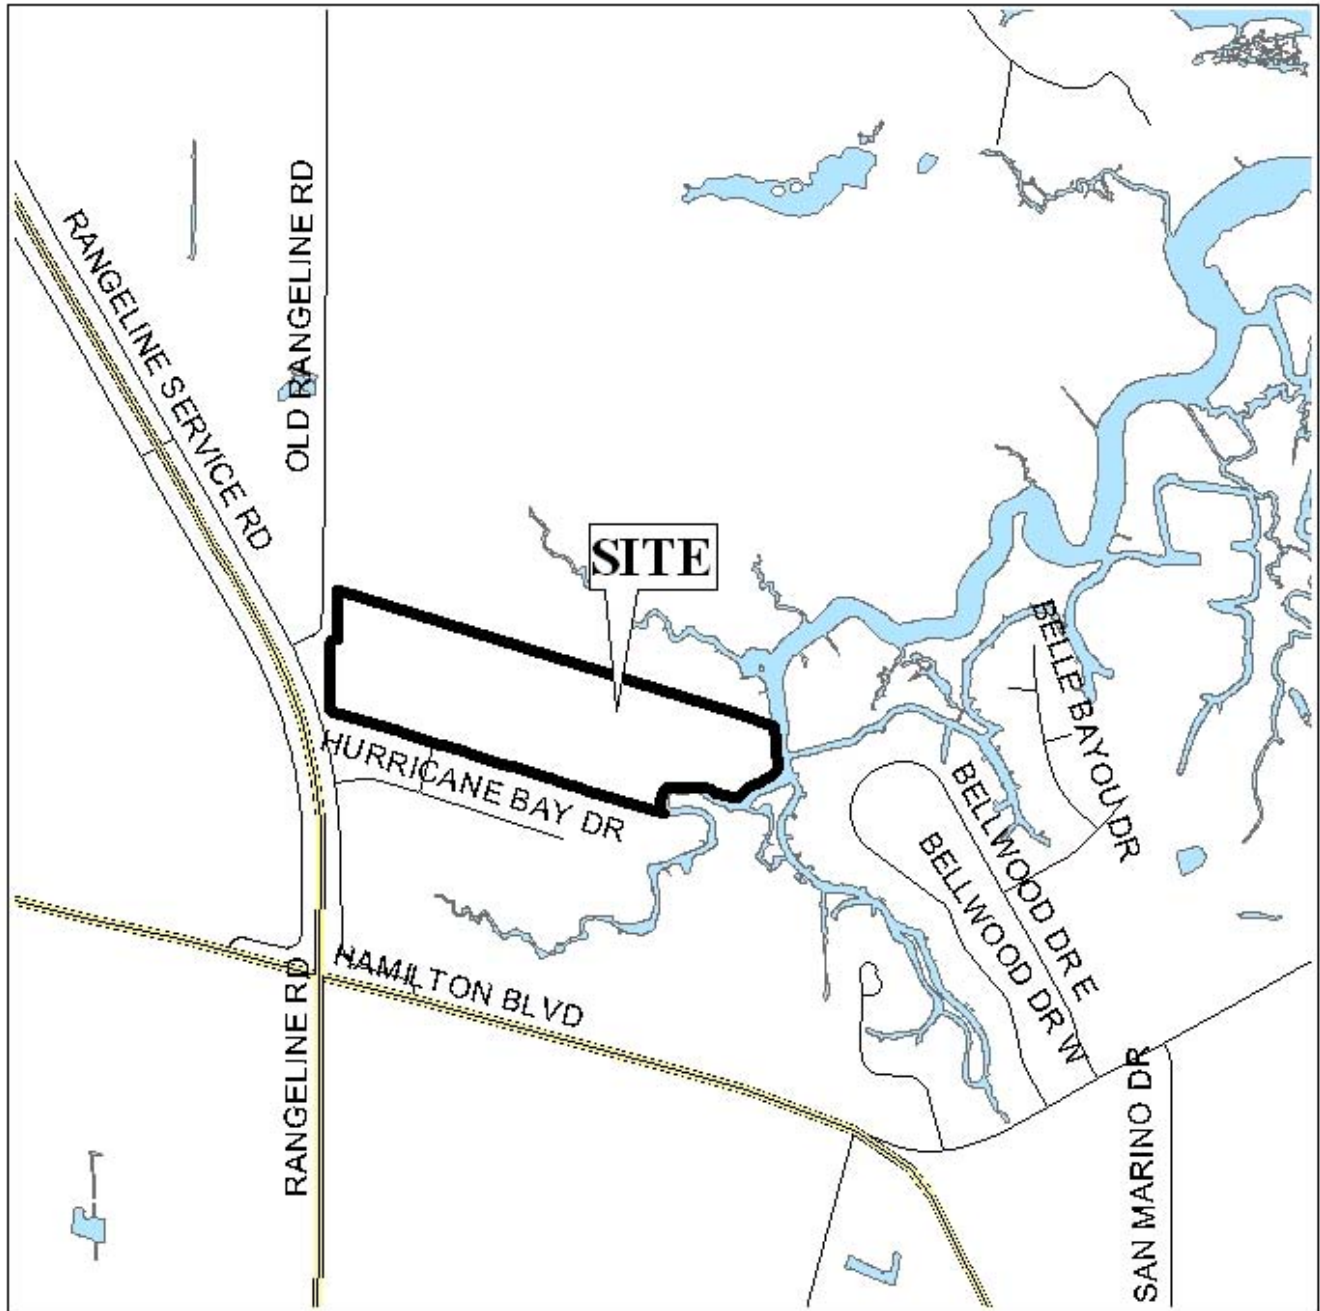 RANGELINE SERVICE RD
OLD RANGELINE RD
SITE
HURRICANE BAY DR
BELLE BAYOU DR
BELLWOOD DR E
BELLWOOD DR W
HAMILTON BLVD
RANGELINE RD
SAN MARINO DR